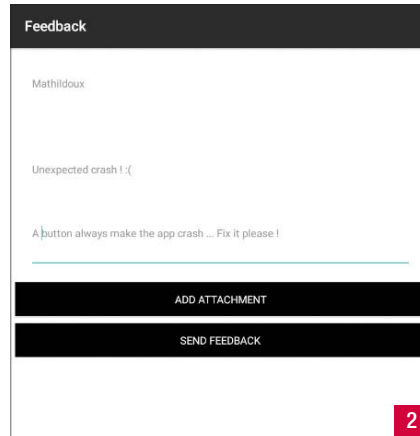 Feedback
Mathildoux
Unexpected crash ! :(
A button always make the app crash ... Fix it please !
ADD ATTACHMENT
SEND FEEDBACK
2